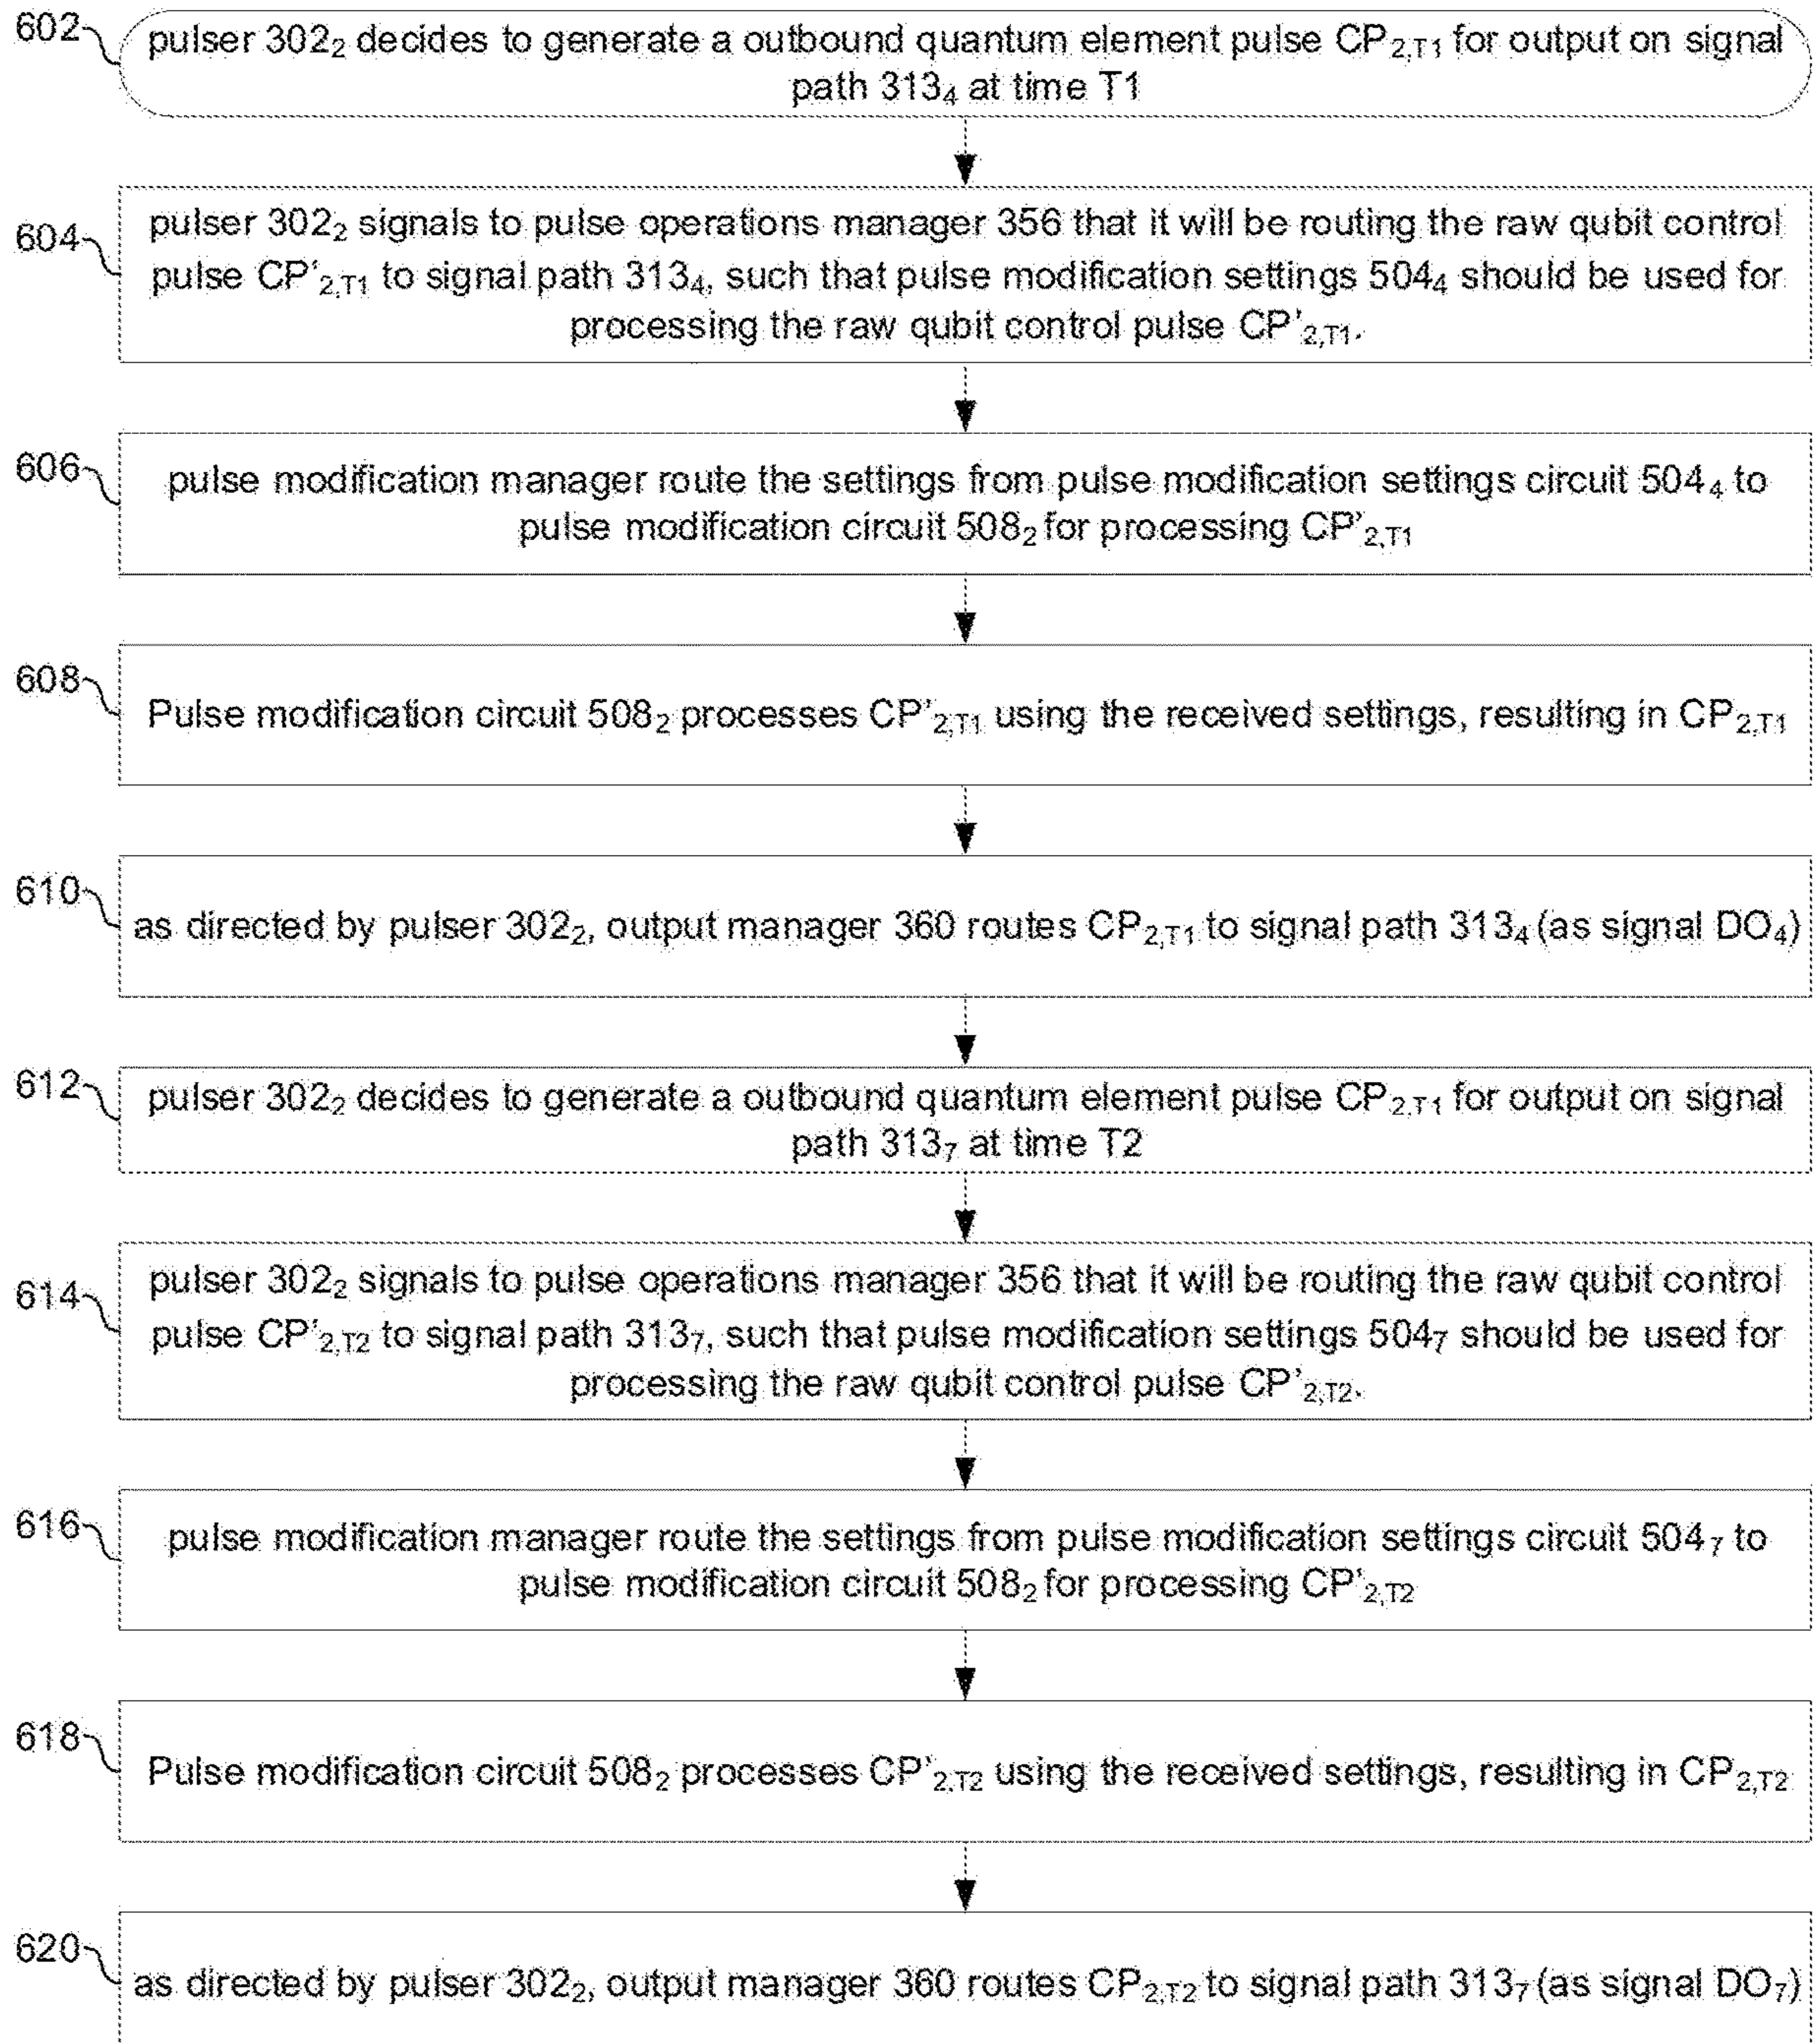 602
pulser 302₂ decides to generate a outbound quantum element pulse CP₂,T1 for output on signal
path 313₄ at time T1
604
pulser 302₂ signals to pulse operations manager 356 that it will be routing the raw qubit control
pulse CP'₂,T1 to signal path 313₄, such that pulse modification settings 504₄ should be used for
processing the raw qubit control pulse CP'₂,T1.
606
pulse modification manager route the settings from pulse modification settings circuit 504₄ to
pulse modification circuit 508₂ for processing CP'₂,T1
608
Pulse modification circuit 508₂ processes CP'₂,T1 using the received settings, resulting in CP₂,T1
610
as directed by pulser 302₂, output manager 360 routes CP₂,T1 to signal path 313₄ (as signal DO₄)
612
pulser 302₂ decides to generate a outbound quantum element pulse CP₂,T1 for output on signal
path 313₇ at time T2
614
pulser 302₂ signals to pulse operations manager 356 that it will be routing the raw qubit control
pulse CP'₂,T2 to signal path 313₇, such that pulse modification settings 504₇ should be used for
processing the raw qubit control pulse CP'₂,T2.
616
pulse modification manager route the settings from pulse modification settings circuit 504₇ to
pulse modification circuit 508₂ for processing CP'₂,T2
618
Pulse modification circuit 508₂ processes CP'₂,T2 using the received settings, resulting in CP₂,T2
620
as directed by pulser 302₂, output manager 360 routes CP₂,T2 to signal path 313₇ (as signal DO₇)